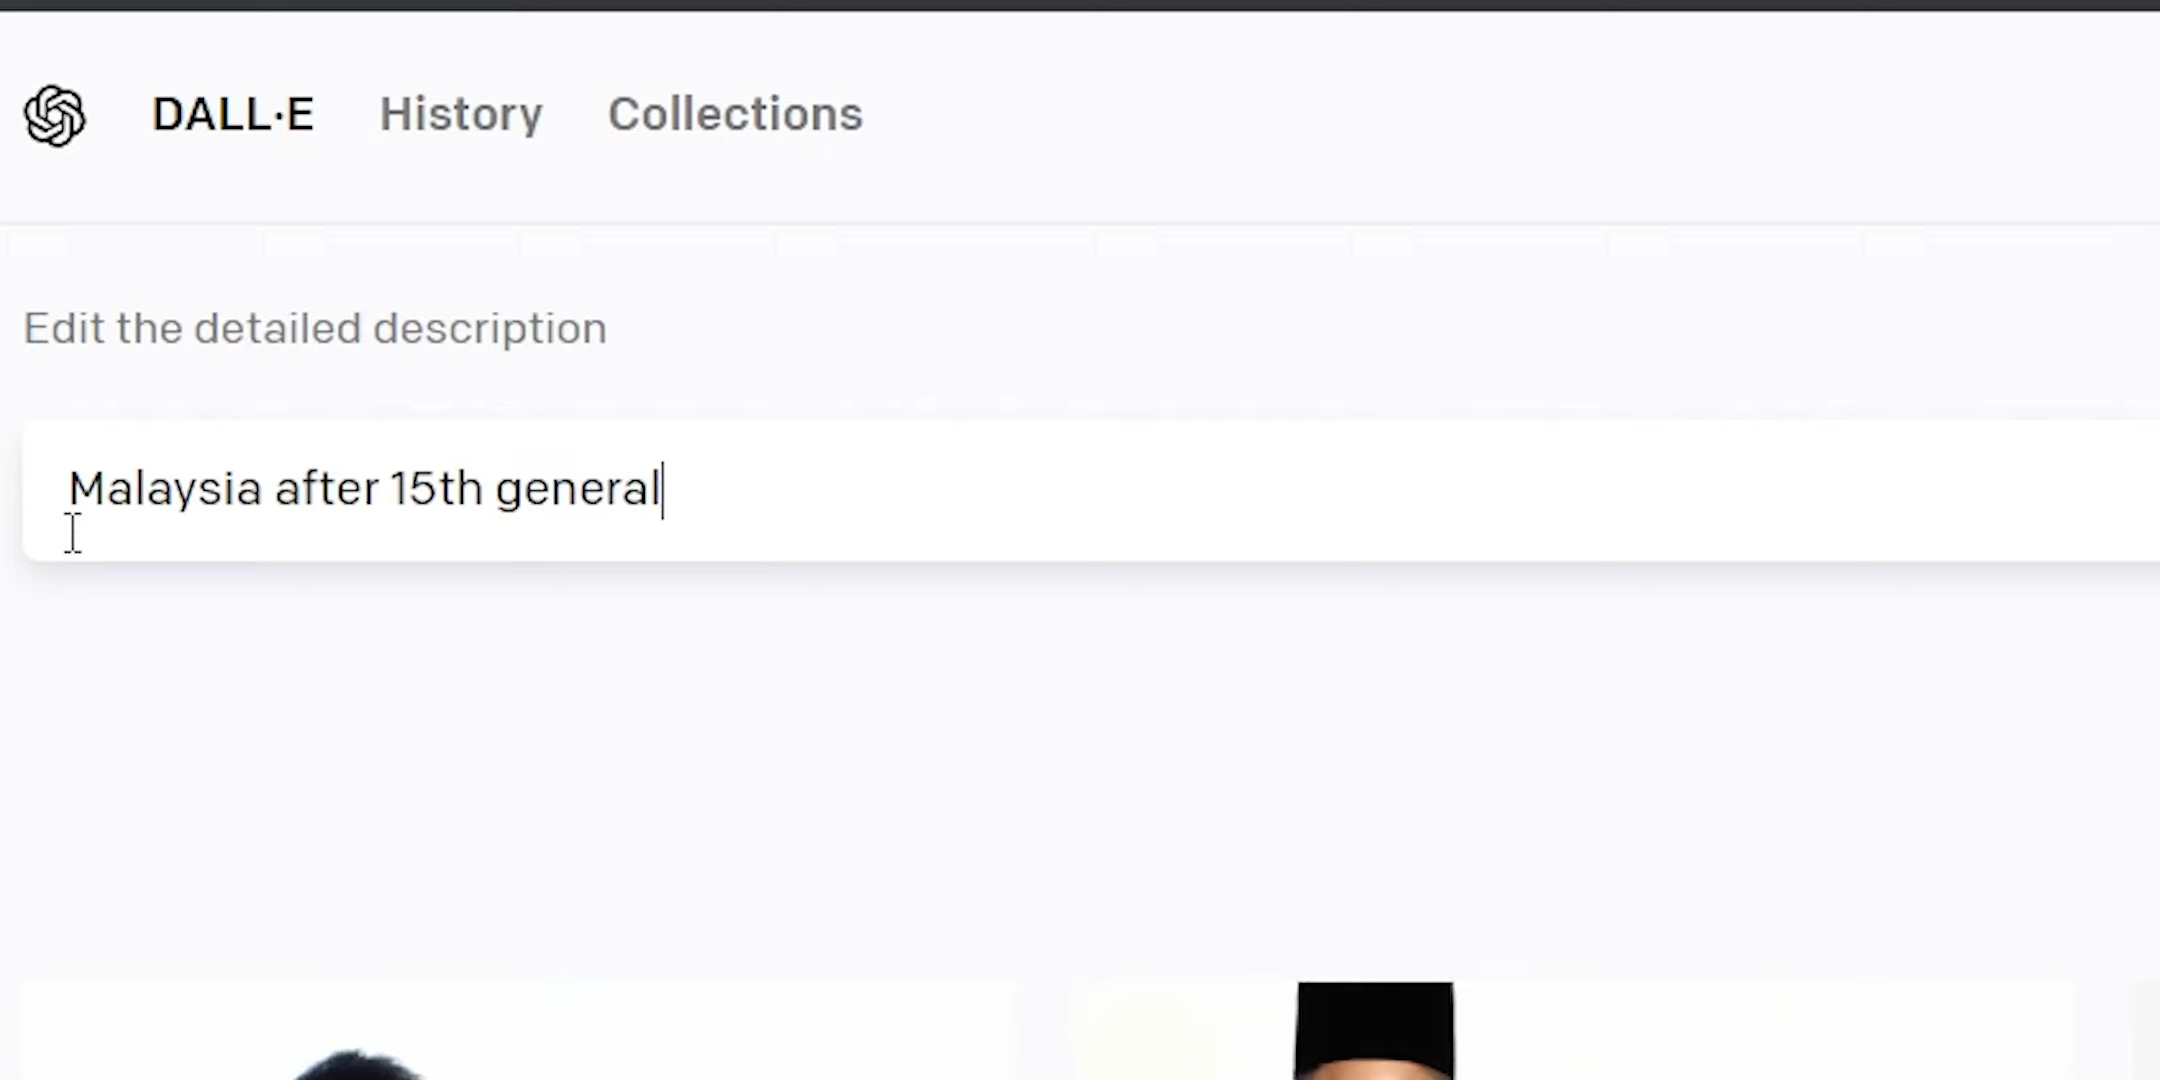 DALL·E History Collections
Edit the detailed description
Malaysia after 15th general